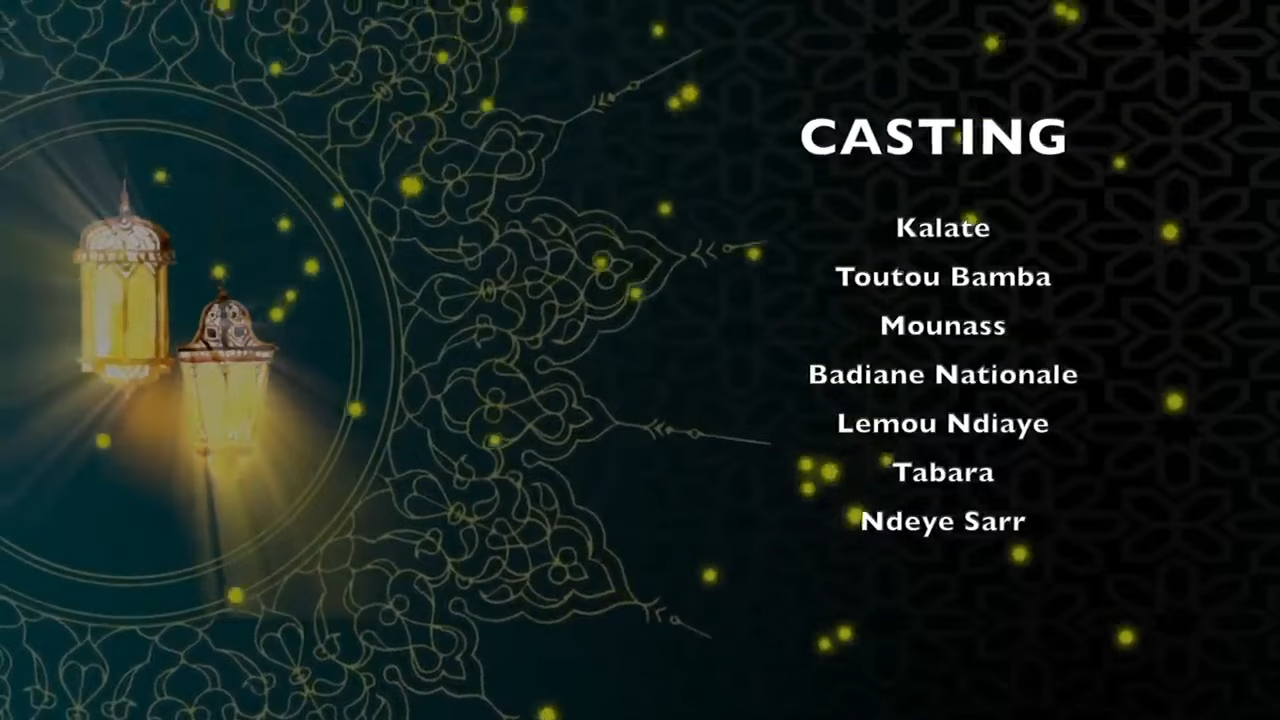 CASTING
Kalate
Toutou Bamba
Mounass
Badiane Nationale
Lemou Ndiaye
Tabara
Ndeye Sarr